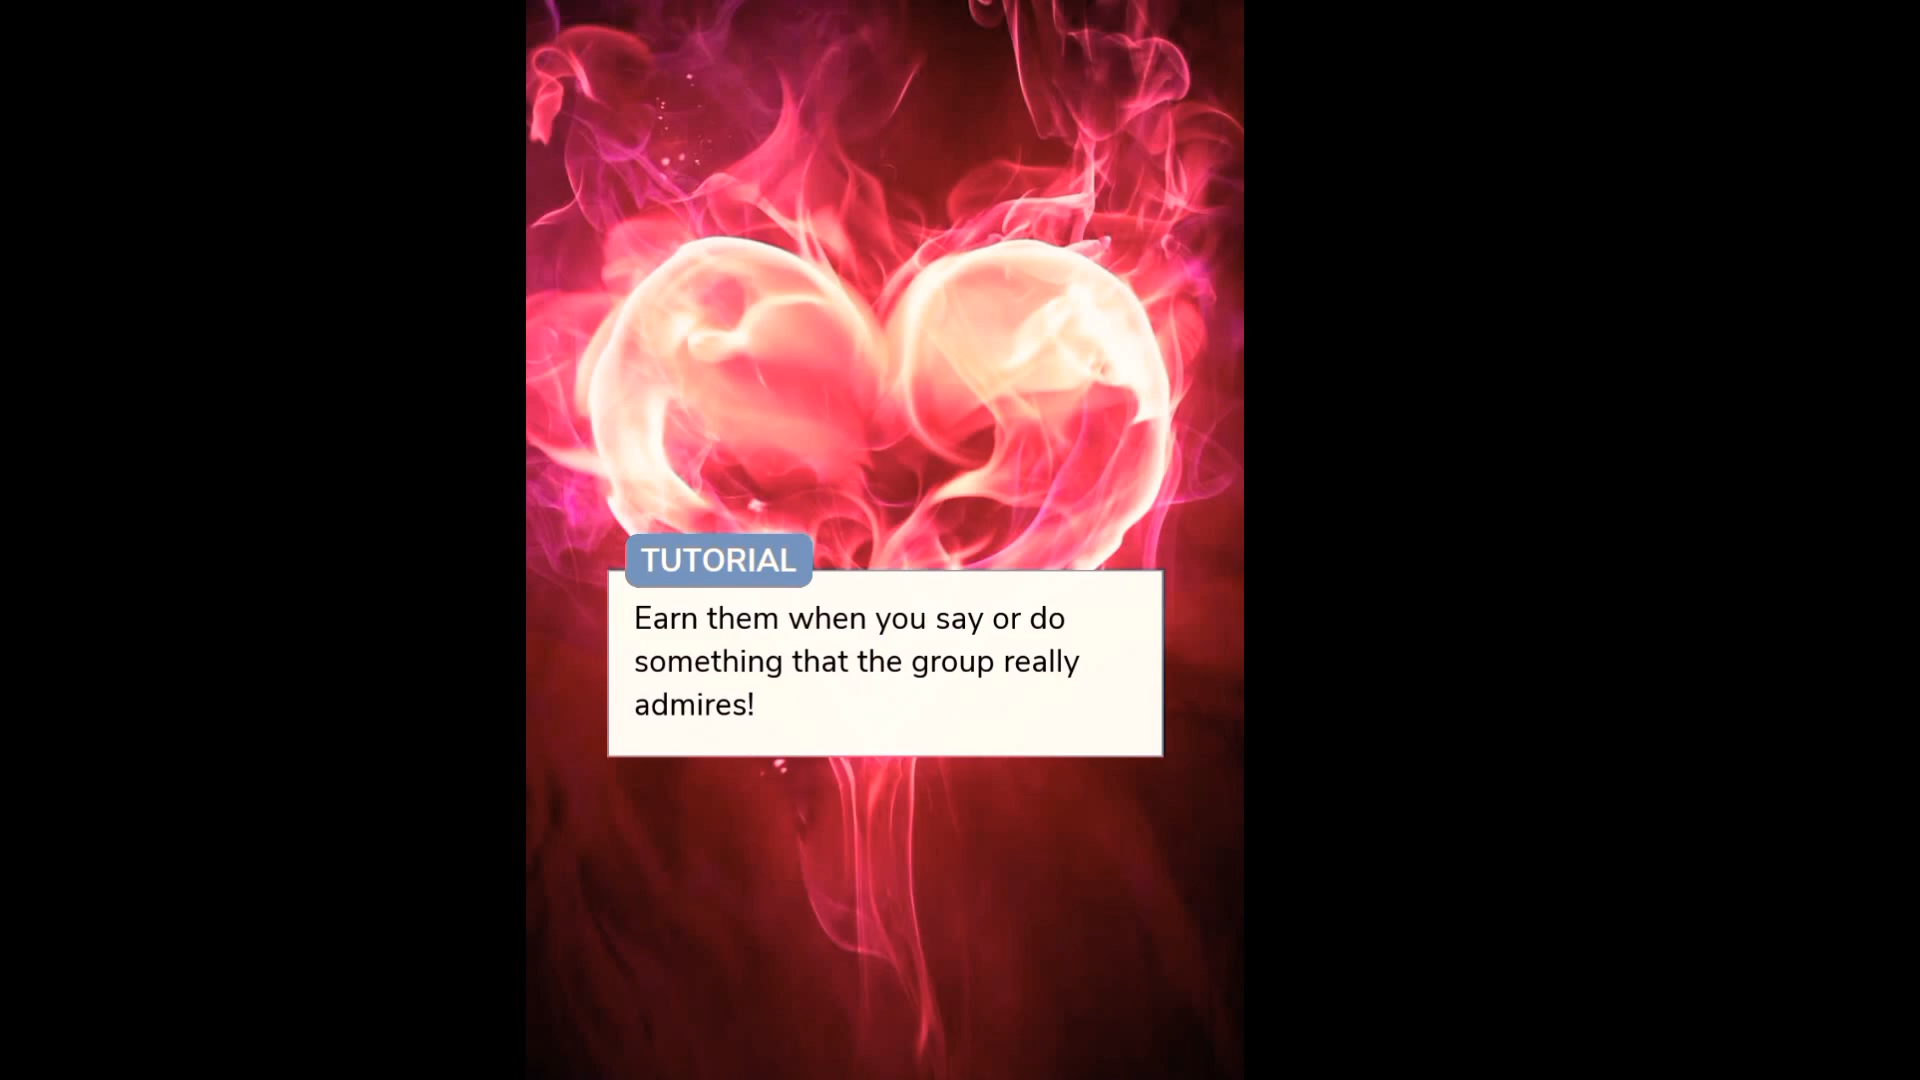 TUTORIAL
Earn them when you say or do
something that the group really
admires!